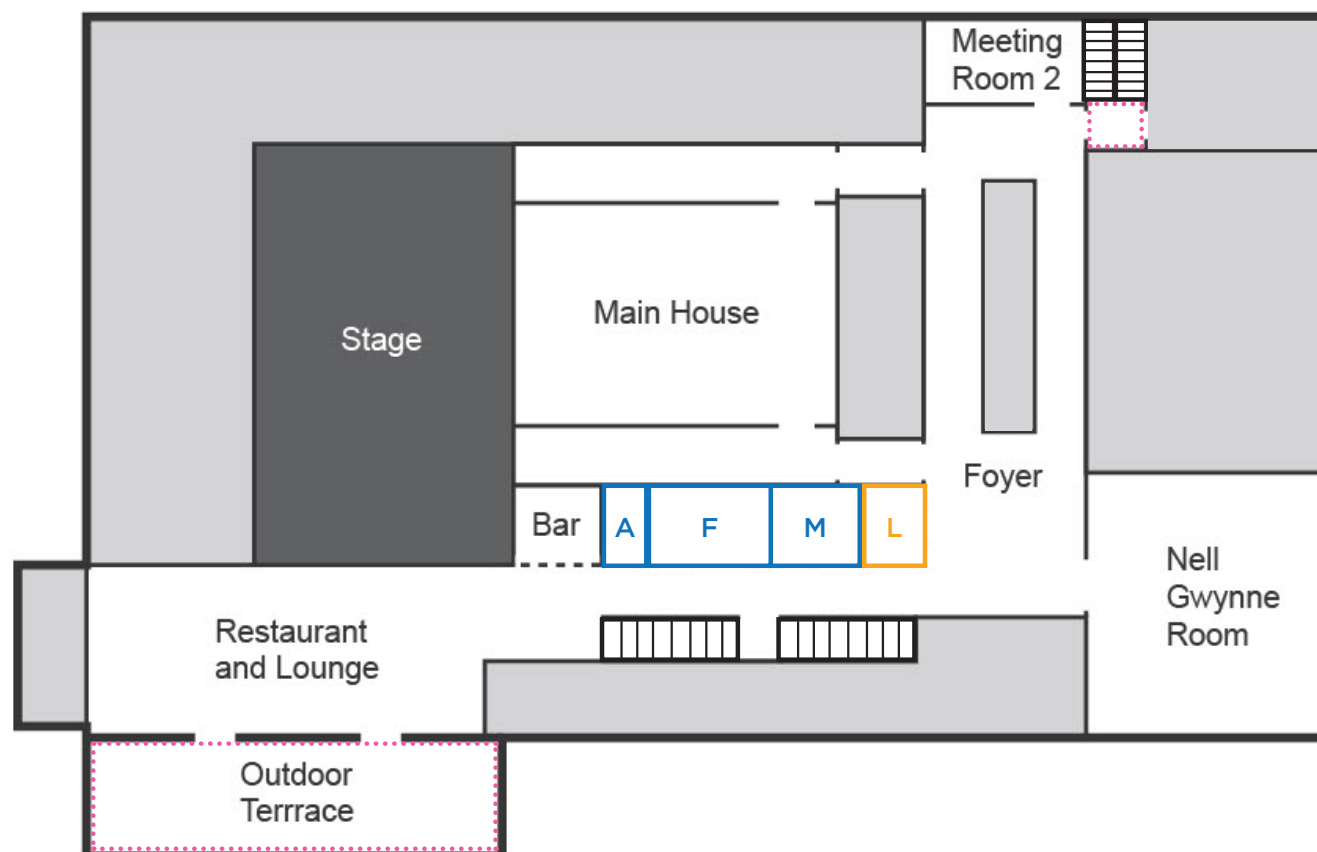 Meeting
Room 2
Main House
Stage
Foyer
Bar
A
F
M
L
Nell
Gwynne
Room
Restaurant
and Lounge
Outdoor
Terrrace